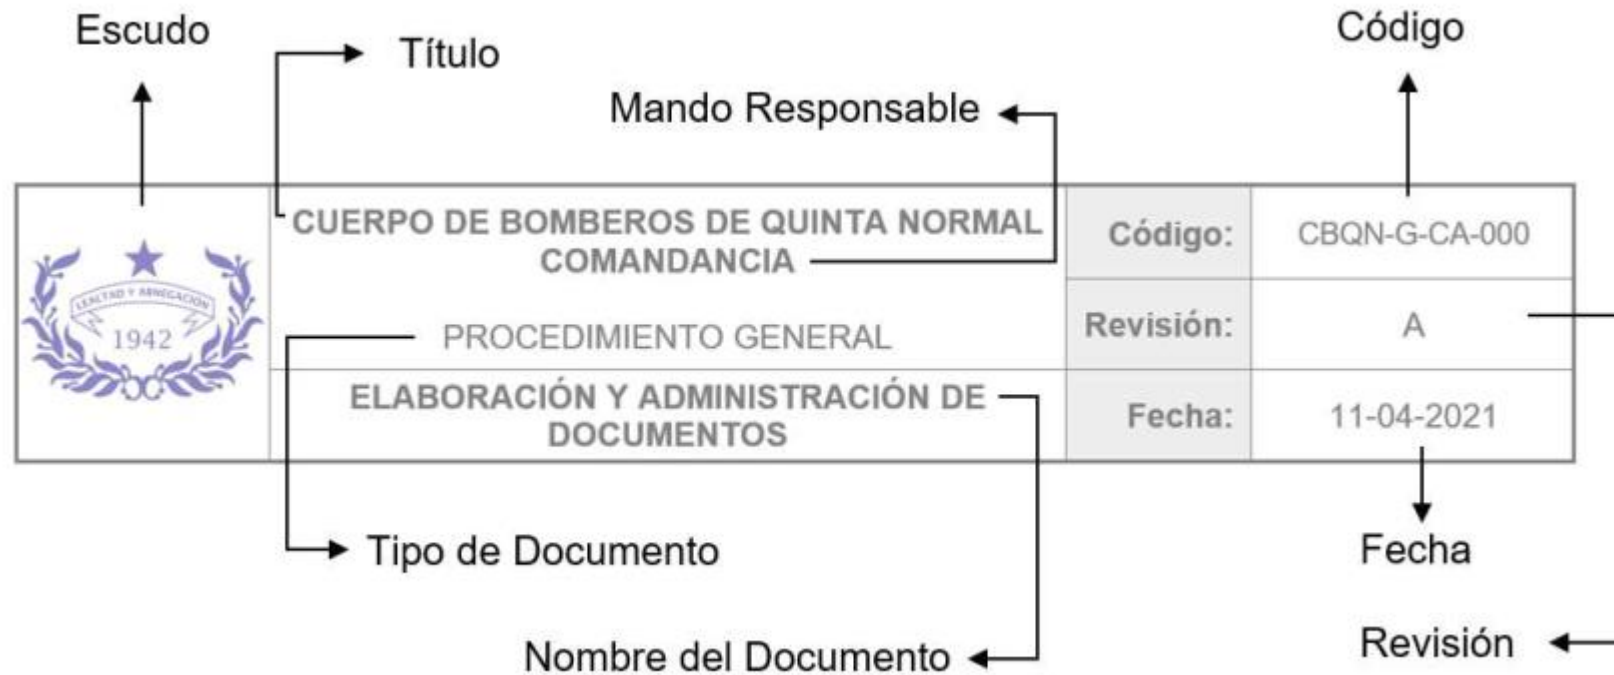 Escudo
Título
Código
Mando Responsable
CUERPO DE BOMBEROS DE QUINTA NORMAL
COMANDANCIA
PROCEDIMIENTO GENERAL
ELABORACIÓN Y ADMINISTRACIÓN DE
DOCUMENTOS
LEALTAD Y ABNEGACIÓN
1942
Código: CBQN-G-CA-000
Revisión: A
Fecha: 11-04-2021
Tipo de Documento
Fecha
Nombre del Documento
Revisión